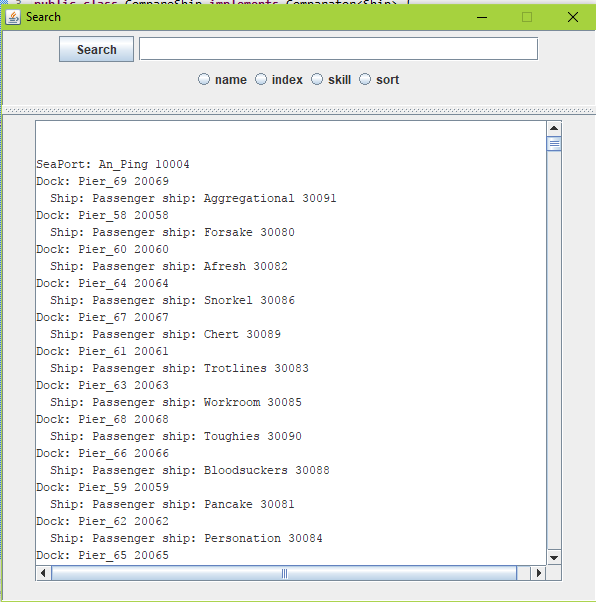 3 public class CompareShip implements Comparator<Ship> {
Search
Search
name index skill sort
SeaPort: An_Ping 10004
Dock: Pier_69 20069
Ship: Passenger ship: Aggregational 30091
Dock: Pier_58 20058
Ship: Passenger ship: Forsake 30080
Dock: Pier_60 20060
Ship: Passenger ship: Afresh 30082
Dock: Pier_64 20064
Ship: Passenger ship: Snorkel 30086
Dock: Pier_67 20067
Ship: Passenger ship: Chert 30089
Dock: Pier_61 20061
Ship: Passenger ship: Trotlines 30083
Dock: Pier_63 20063
Ship: Passenger ship: Workroom 30085
Dock: Pier_68 20068
Ship: Passenger ship: Toughies 30090
Dock: Pier_66 20066
Ship: Passenger ship: Bloodsuckers 30088
Dock: Pier_59 20059
Ship: Passenger ship: Pancake 30081
Dock: Pier_62 20062
Ship: Passenger ship: Personation 30084
Dock: Pier_65 20065